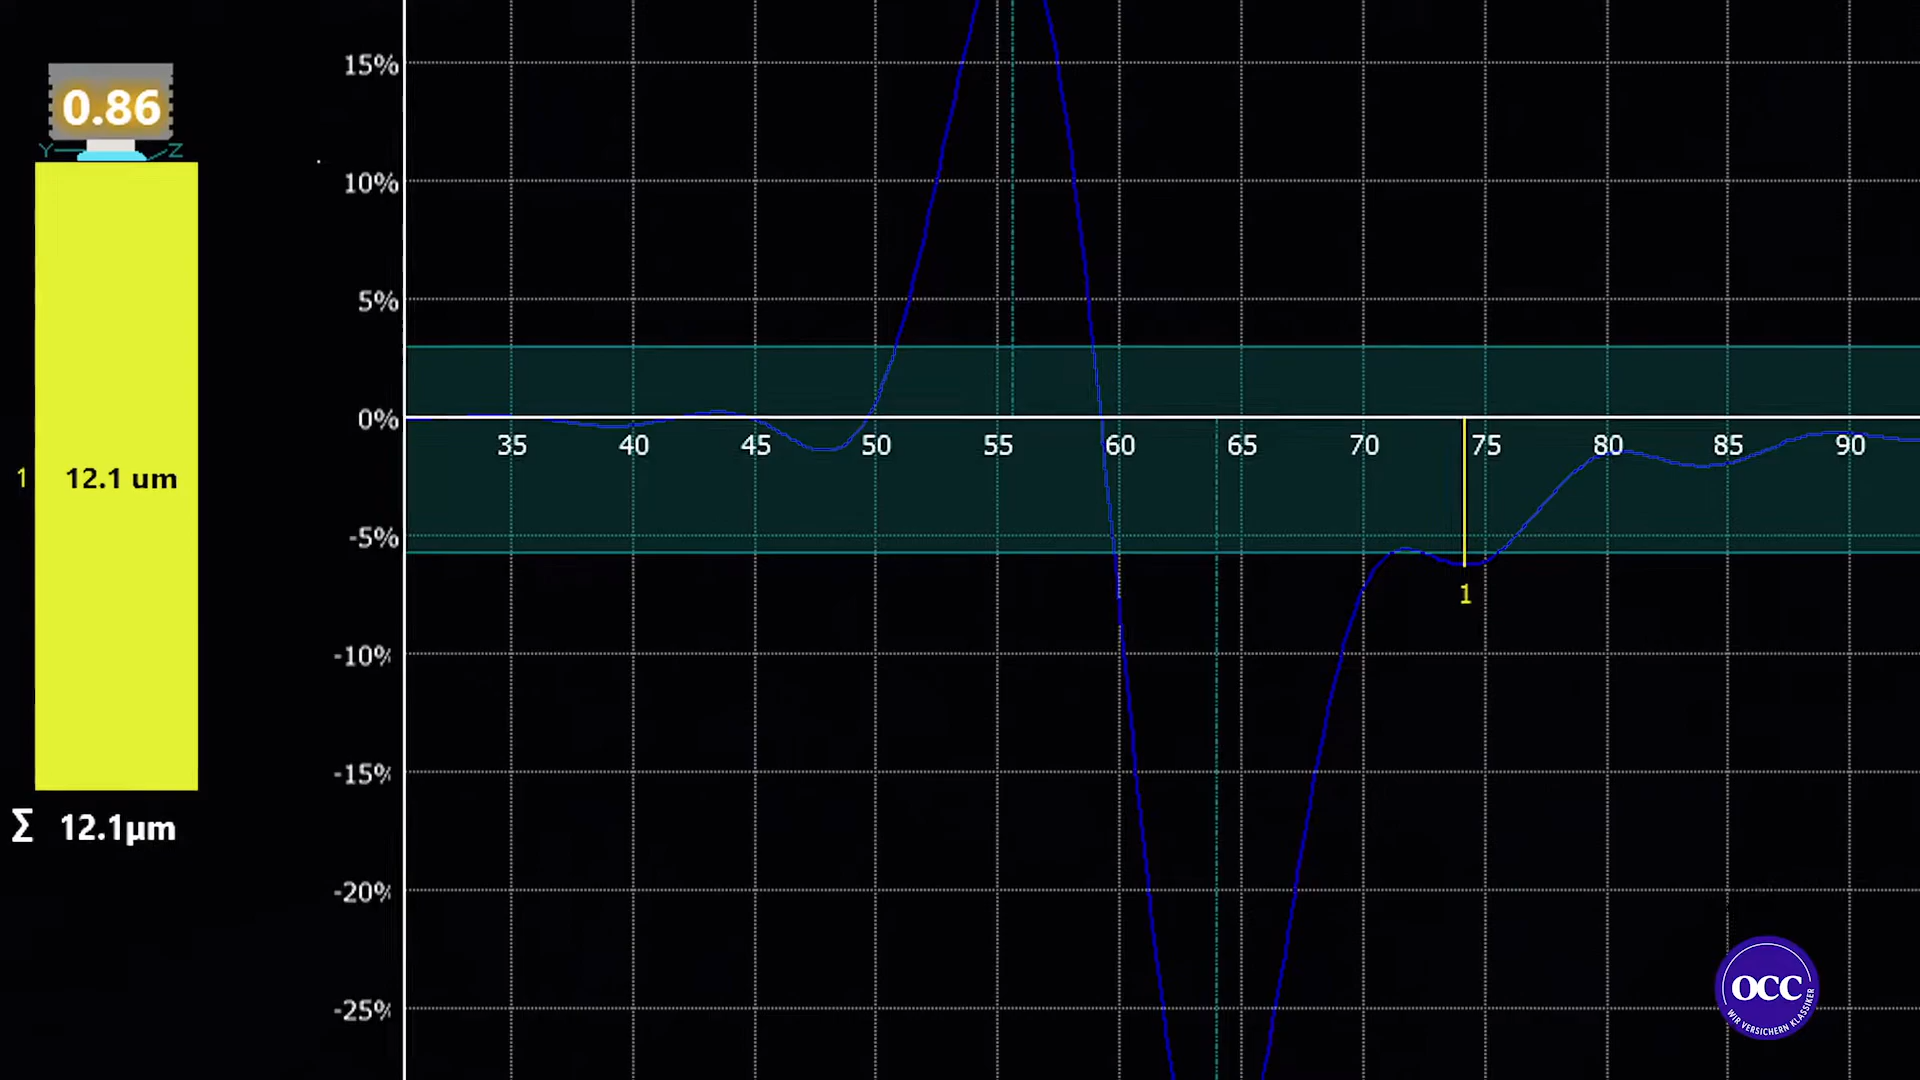 0.86
Y Z
1 12.1 um
Σ 12.1µm
15%
10%
5%
0%
-5%
-10%
-15%
-20%
-25%
35 40 45 50 55 60 65 70 75 80 85 90
1
OCC
WIR VERSICHERN KLASSIKER